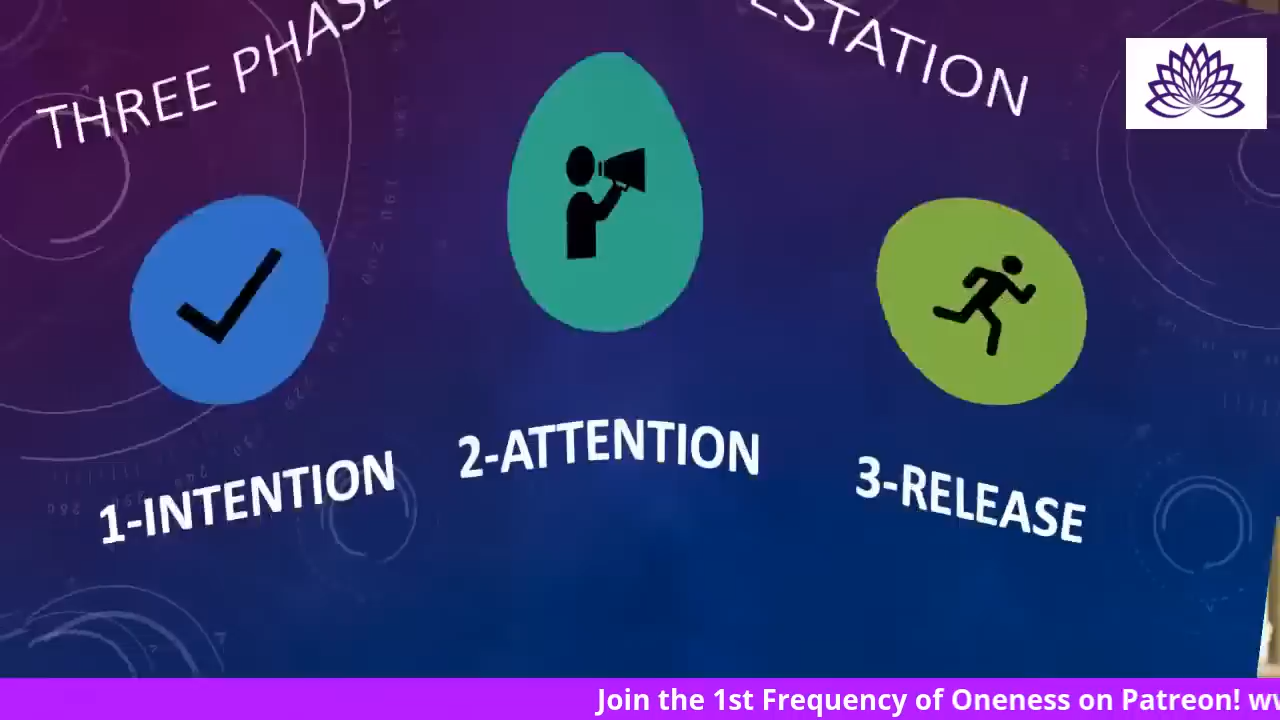 THREE PHASE
ESTATION
1-INTENTION
2-ATTENTION
3-RELEASE
Join the 1st Frequency of Oneness on Patreon! w